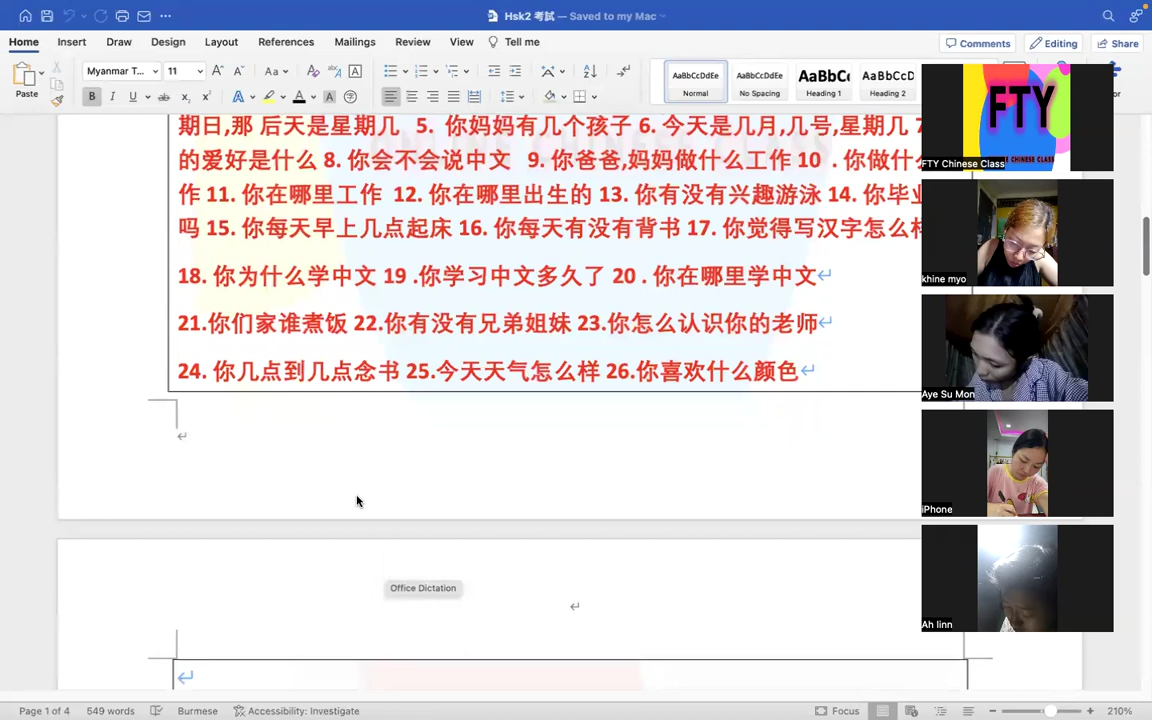 Hsk2 考試 — Saved to my Mac
Home Insert Draw Design Layout References Mailings Review View Tell me Comments Editing Share
Paste Myanmar T... 11 Aa A
B I U ab x₂ x² A A A
AaBbCcDdEe Normal AaBbCcDdEe No Spacing AaBbCc Heading 1 AaBbCcD Heading 2
期日,那 后天是星期几 5. 你妈妈有几个孩子 6. 今天是几月,几号,星期几 7
的爱好是什么 8. 你会不会说中文 9. 你爸爸,妈妈做什么工作 10 . 你做什么
作 11. 你在哪里工作 12. 你在哪里出生的 13. 你有没有兴趣游泳 14. 你毕业
吗 15. 你每天早上几点起床 16. 你每天有没有背书 17. 你觉得写汉字怎么样
18. 你为什么学中文 19 .你学习中文多久了 20 . 你在哪里学中文
21.你们家谁煮饭 22.你有没有兄弟姐妹 23.你怎么认识你的老师
24. 你几点到几点念书 25.今天天气怎么样 26.你喜欢什么颜色
Office Dictation
FTY
CHINESE CLASS
FTY Chinese Class
khine myo
Aye Su Mon
iPhone
Ah linn
Page 1 of 4 549 words Burmese Accessibility: Investigate Focus 210%